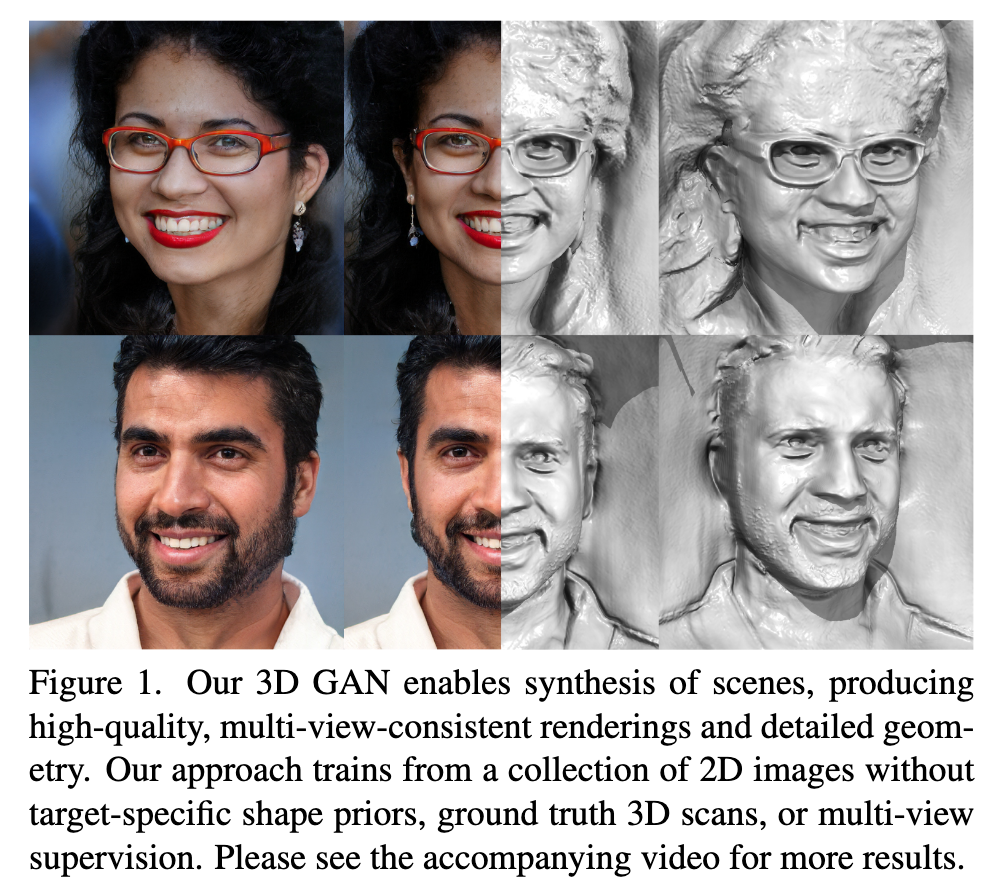 Figure 1. Our 3D GAN enables synthesis of scenes, producing
high-quality, multi-view-consistent renderings and detailed geom-
etry. Our approach trains from a collection of 2D images without
target-specific shape priors, ground truth 3D scans, or multi-view
supervision. Please see the accompanying video for more results.